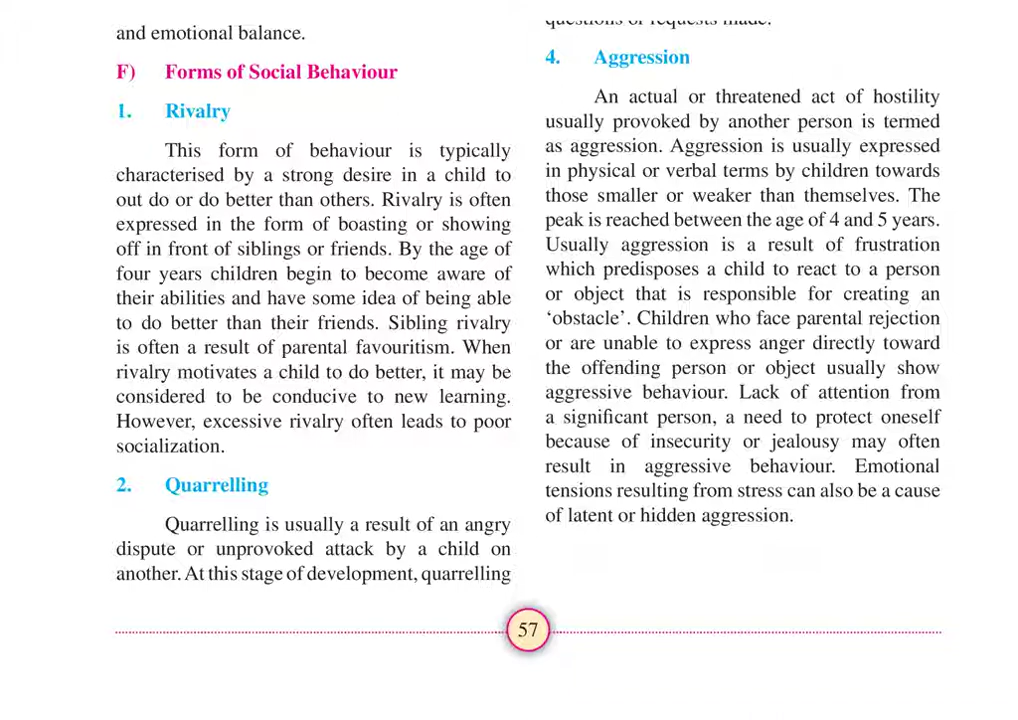 and emotional balance.
F) Forms of Social Behaviour
1. Rivalry
This form of behaviour is typically
characterised by a strong desire in a child to
out do or do better than others. Rivalry is often
expressed in the form of boasting or showing
off in front of siblings or friends. By the age of
four years children begin to become aware of
their abilities and have some idea of being able
to do better than their friends. Sibling rivalry
is often a result of parental favouritism. When
rivalry motivates a child to do better, it may be
considered to be conducive to new learning.
However, excessive rivalry often leads to poor
socialization.
2. Quarrelling
Quarrelling is usually a result of an angry
dispute or unprovoked attack by a child on
another. At this stage of development, quarrelling
questions or requests made.
4. Aggression
An actual or threatened act of hostility
usually provoked by another person is termed
as aggression. Aggression is usually expressed
in physical or verbal terms by children towards
those smaller or weaker than themselves. The
peak is reached between the age of 4 and 5 years.
Usually aggression is a result of frustration
which predisposes a child to react to a person
or object that is responsible for creating an
‘obstacle’. Children who face parental rejection
or are unable to express anger directly toward
the offending person or object usually show
aggressive behaviour. Lack of attention from
a significant person, a need to protect oneself
because of insecurity or jealousy may often
result in aggressive behaviour. Emotional
tensions resulting from stress can also be a cause
of latent or hidden aggression.
57